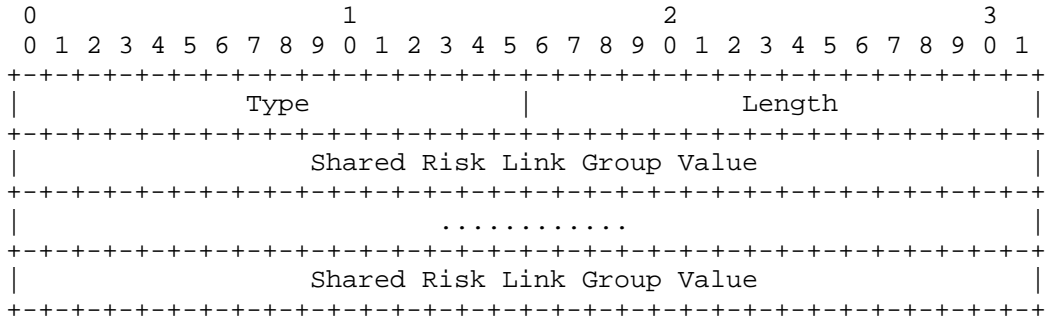 0                   1                   2                   3
 0 1 2 3 4 5 6 7 8 9 0 1 2 3 4 5 6 7 8 9 0 1 2 3 4 5 6 7 8 9 0 1
+-+-+-+-+-+-+-+-+-+-+-+-+-+-+-+-+-+-+-+-+-+-+-+-+-+-+-+-+-+-+-+-+
|              Type             |             Length            |
+-+-+-+-+-+-+-+-+-+-+-+-+-+-+-+-+-+-+-+-+-+-+-+-+-+-+-+-+-+-+-+-+
|                  Shared Risk Link Group Value                 |
+-+-+-+-+-+-+-+-+-+-+-+-+-+-+-+-+-+-+-+-+-+-+-+-+-+-+-+-+-+-+-+-+
|                          ............                         |
+-+-+-+-+-+-+-+-+-+-+-+-+-+-+-+-+-+-+-+-+-+-+-+-+-+-+-+-+-+-+-+-+
|                  Shared Risk Link Group Value                 |
+-+-+-+-+-+-+-+-+-+-+-+-+-+-+-+-+-+-+-+-+-+-+-+-+-+-+-+-+-+-+-+-+